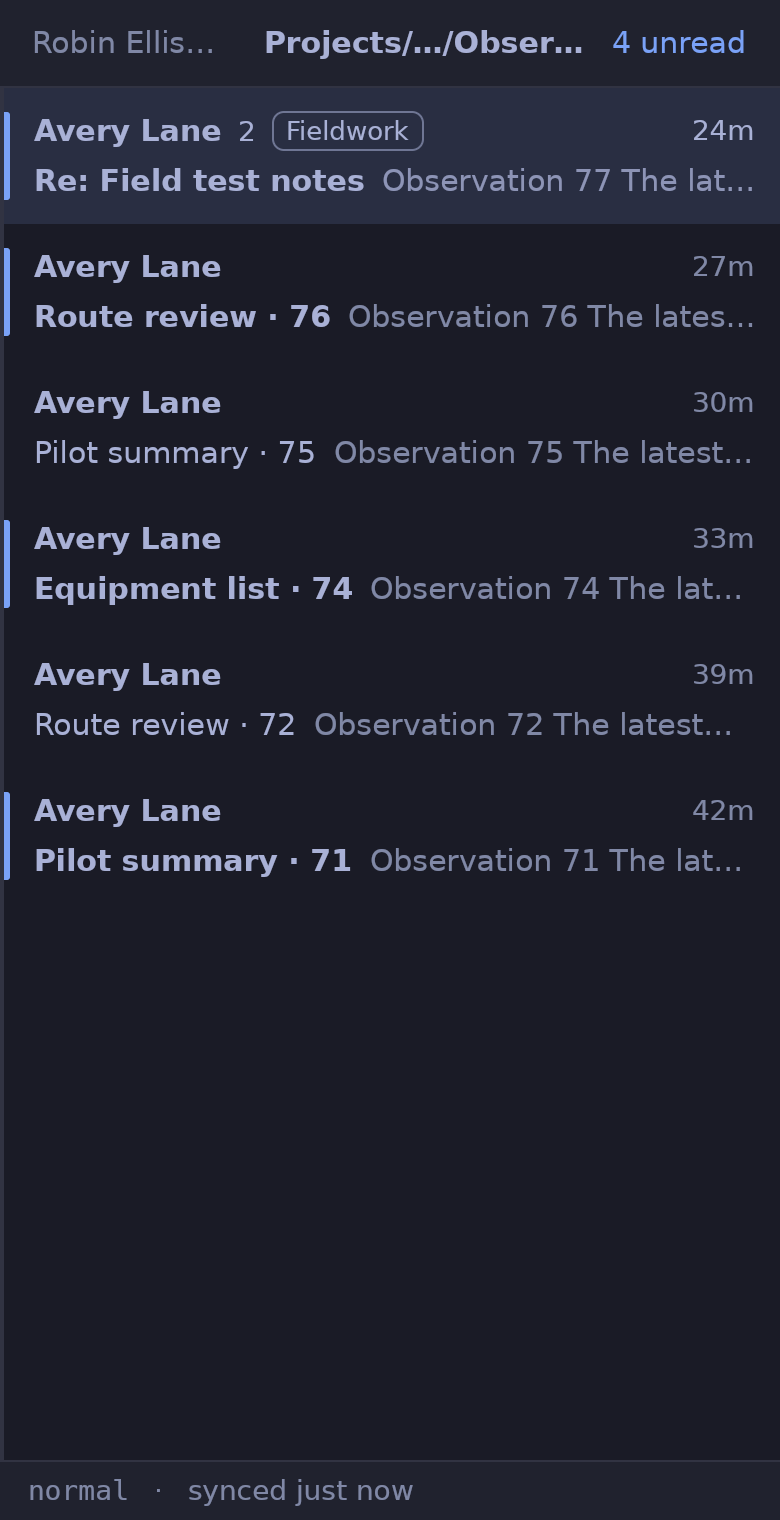 Robin Ellis… Projects/…/Obser… 4 unread
Avery Lane 2 Fieldwork 24m
Re: Field test notes Observation 77 The lat…
Avery Lane 27m
Route review · 76 Observation 76 The lates…
Avery Lane 30m
Pilot summary · 75 Observation 75 The latest…
Avery Lane 33m
Equipment list · 74 Observation 74 The lat…
Avery Lane 39m
Route review · 72 Observation 72 The latest…
Avery Lane 42m
Pilot summary · 71 Observation 71 The lat…
normal · synced just now